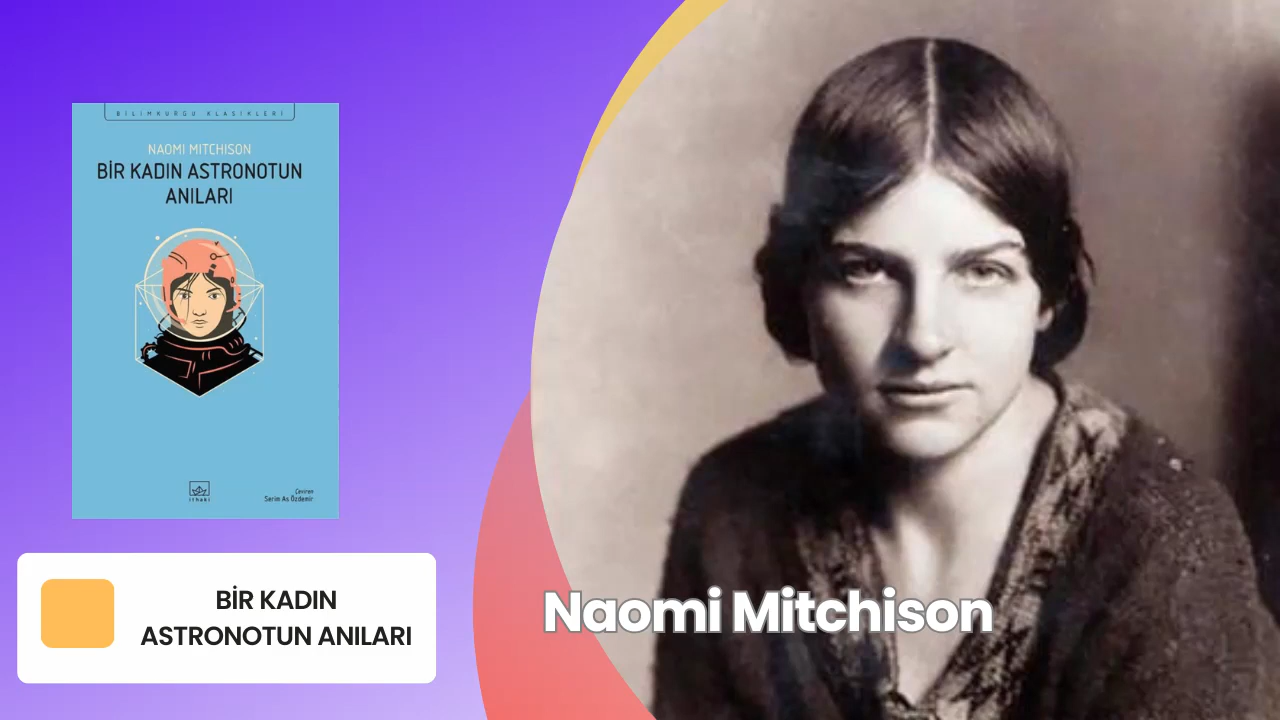 BİLİMKURGU KLASİKLERİ
NAOMI MITCHISON
BİR KADIN ASTRONOTUN
ANILARI
ithaki
Çeviren
Serim As Özdemir
BİR KADIN
ASTRONOTUN ANILARI
Naomi Mitchison